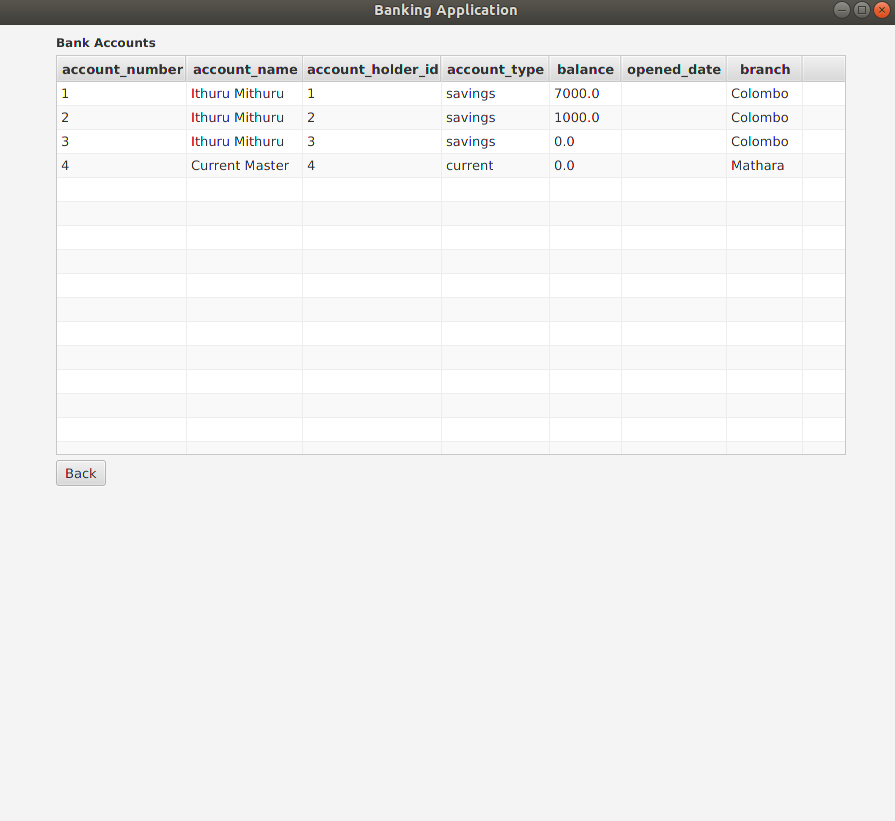 Banking Application
Bank Accounts
account_number account_name account_holder_id account_type balance opened_date branch
1 Ithuru Mithuru 1 savings 7000.0 Colombo
2 Ithuru Mithuru 2 savings 1000.0 Colombo
3 Ithuru Mithuru 3 savings 0.0 Colombo
4 Current Master 4 current 0.0 Mathara
Back